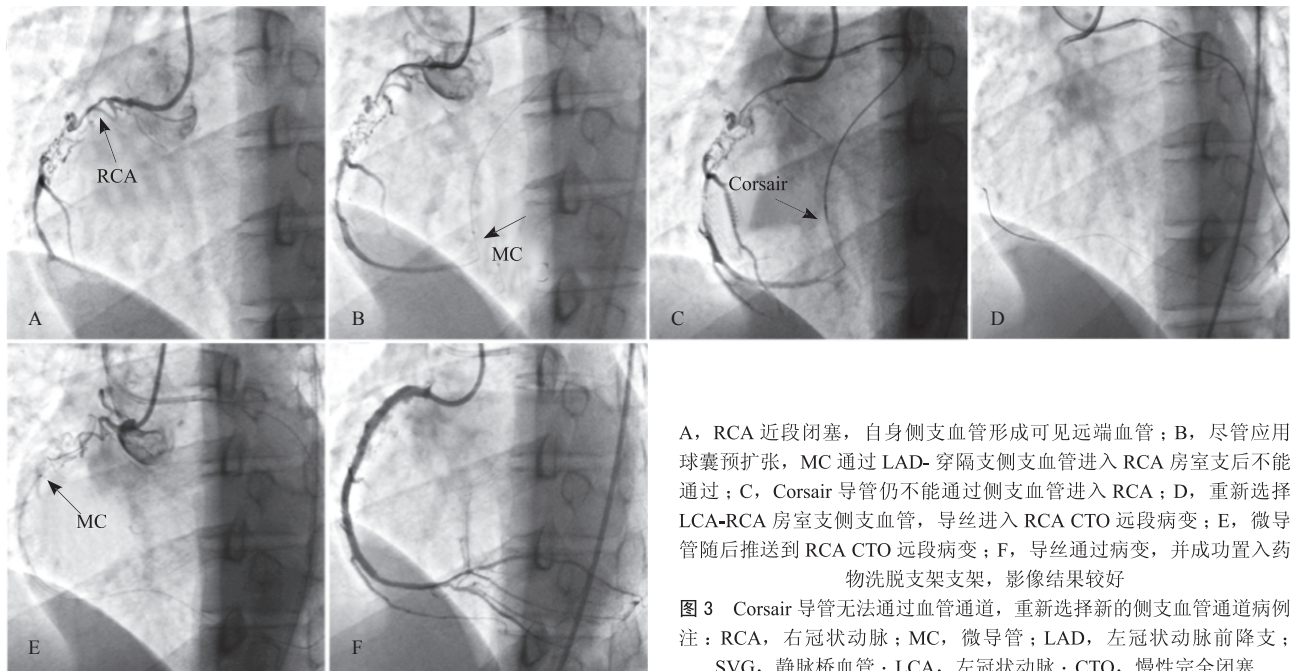 RCA
A
MC
B
Corsair
C
D
MC
E
F
A，RCA 近段闭塞，自身侧支血管形成可见远端血管；B，尽管应用
球囊预扩张，MC 通过 LAD- 穿隔支侧支血管进入 RCA 房室支后不能
通过；C，Corsair 导管仍不能通过侧支血管进入 RCA；D，重新选择
LCA-RCA 房室支侧支血管，导丝进入 RCA CTO 远段病变；E，微导
管随后推送到 RCA CTO 远段病变；F，导丝通过病变，并成功置入药
物洗脱支架支架，影像结果较好
图 3 Corsair 导管无法通过血管通道，重新选择新的侧支血管通道病例
注：RCA，右冠状动脉；MC，微导管；LAD，左冠状动脉前降支；
SVG，静脉桥血管；LCA，左冠状动脉；CTO，慢性完全闭塞